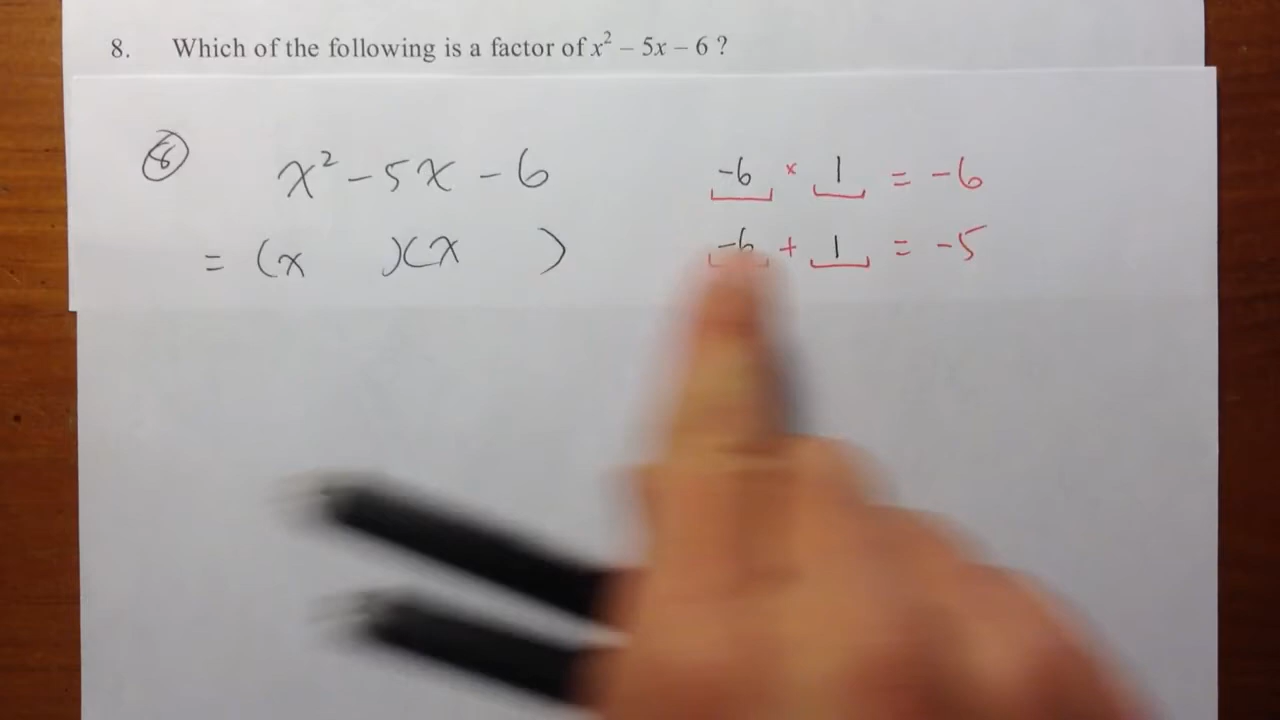 8. Which of the following is a factor of x² – 5x – 6 ?
8 x² - 5x - 6
-6 × 1 = -6
= (x )(x )
-6 + 1 = -5